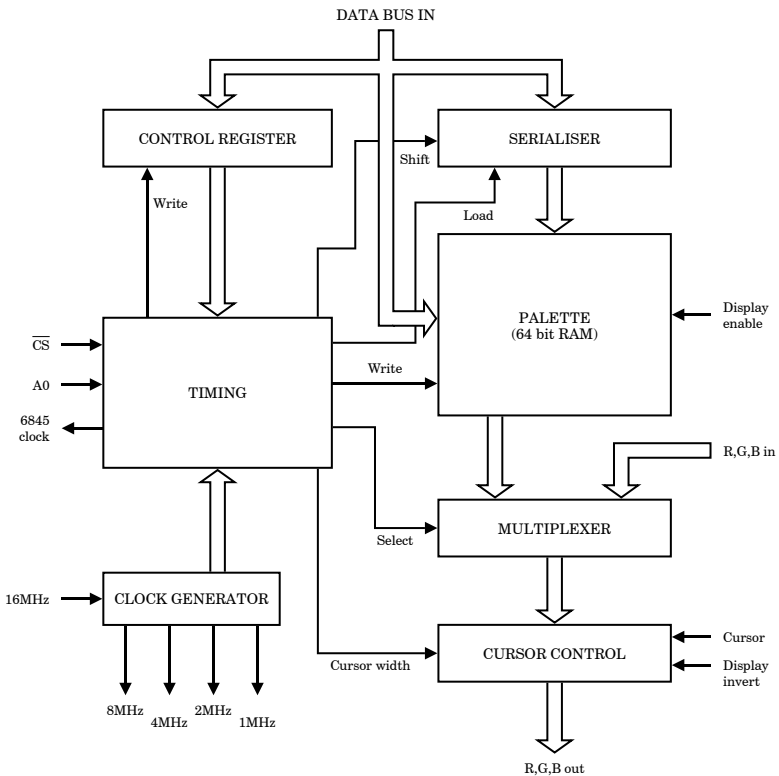 DATA BUS IN
CONTROL REGISTER
SERIALISER
Shift
Write
Load
PALETTE
(64 bit RAM)
Display
enable
CS
Write
A0
TIMING
6845
clock
R,G,B in
MULTIPLEXER
Select
16MHz
CLOCK GENERATOR
Cursor
CURSOR CONTROL
Cursor width
Display
invert
8MHz
4MHz
2MHz
1MHz
R,G,B out